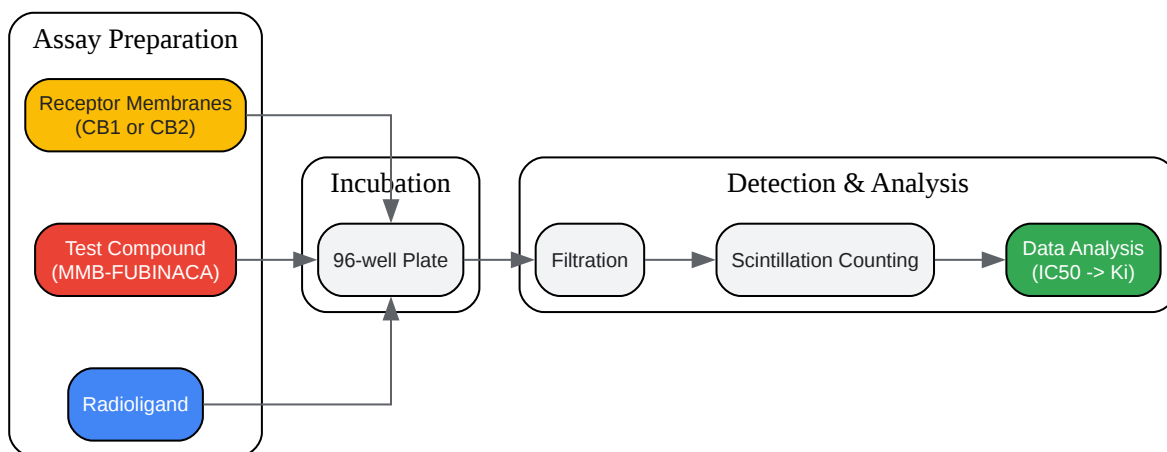 Assay Preparation
Receptor Membranes
(CB1 or CB2)
Test Compound
(MMB-FUBINACA)
Radioligand
Incubation
96-well Plate
Detection & Analysis
Filtration
Scintillation Counting
Data Analysis
(IC50 -> Ki)